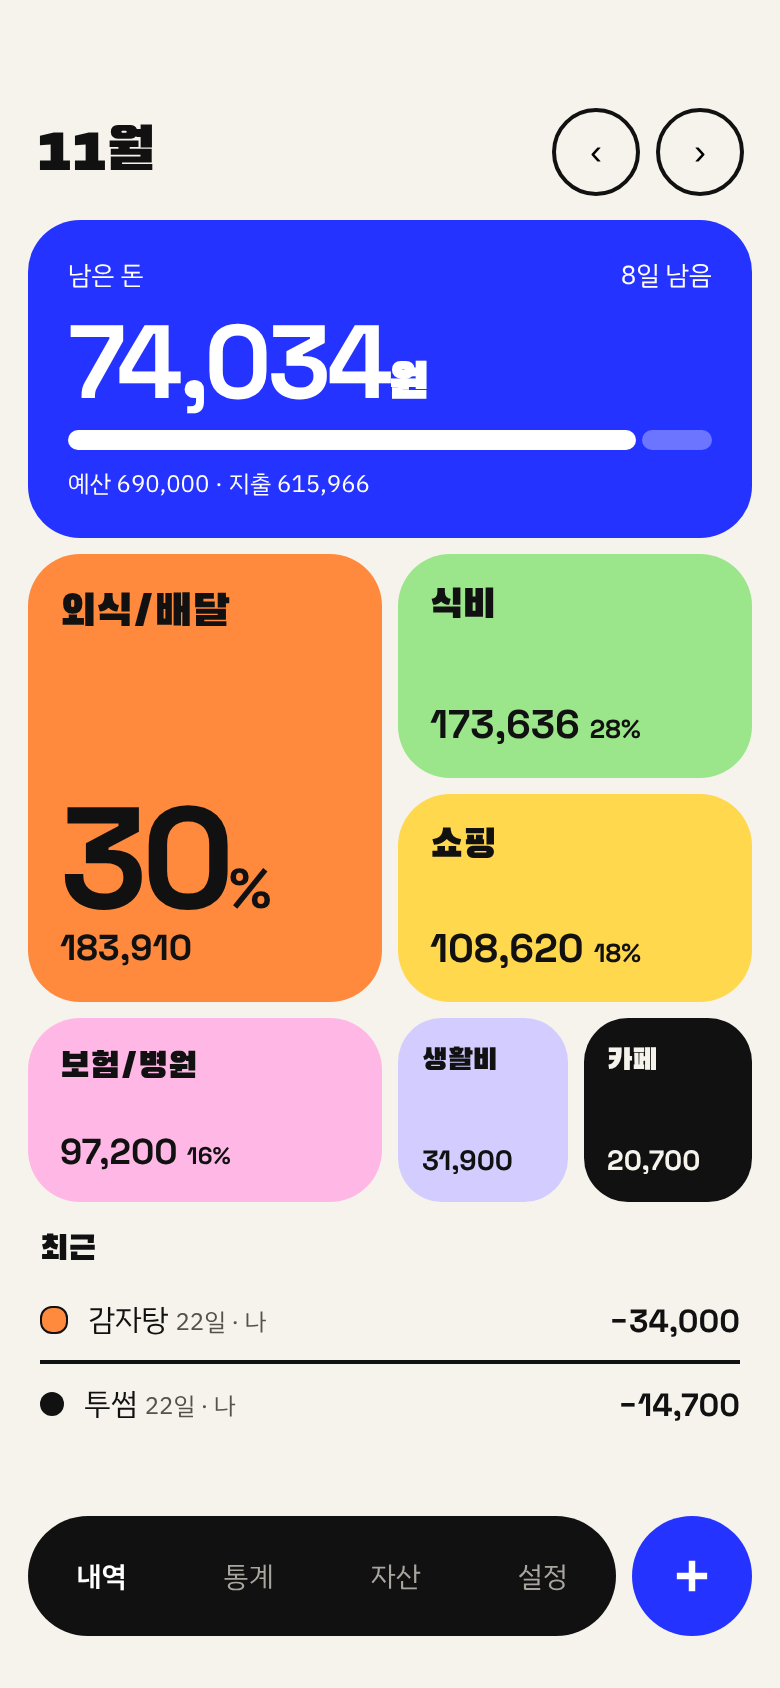 11월
‹ ›
남은 돈 8일 남음
74,034원
예산 690,000 · 지출 615,966
외식/배달
30%
183,910
식비
173,636 28%
쇼핑
108,620 18%
보험/병원
97,200 16%
생활비
31,900
카페
20,700
최근
감자탕 22일 · 나 -34,000
투썸 22일 · 나 -14,700
내역 통계 자산 설정 +